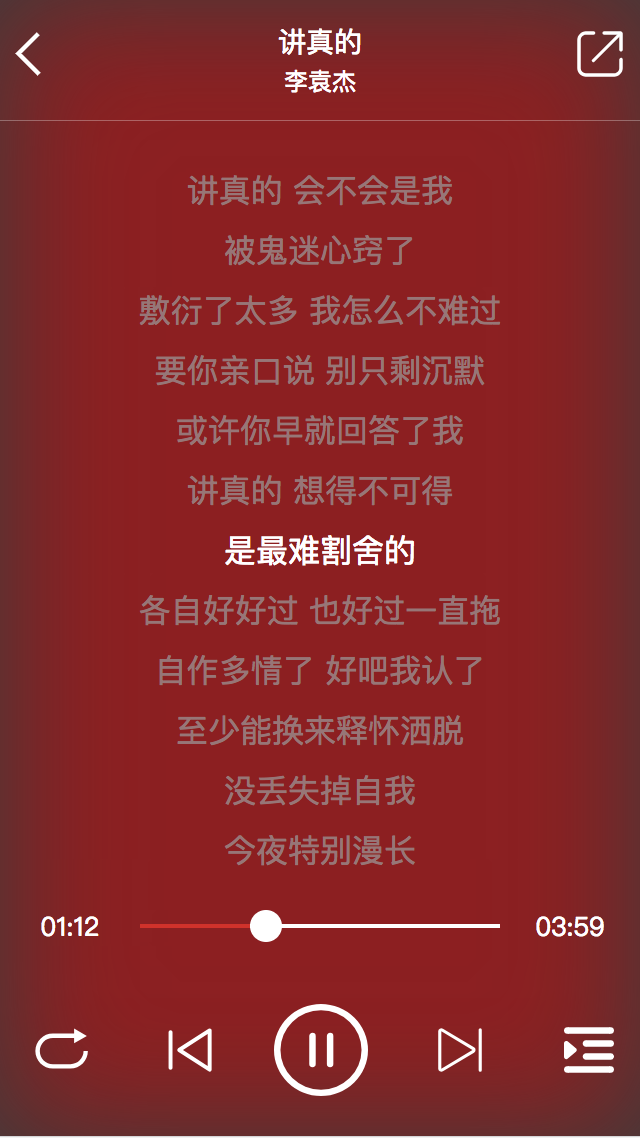 讲真的
李袁杰
讲真的 会不会是我
被鬼迷心窍了
敷衍了太多 我怎么不难过
要你亲口说 别只剩沉默
或许你早就回答了我
讲真的 想得不可得
是最难割舍的
各自好好过 也好过一直拖
自作多情了 好吧我认了
至少能换来释怀洒脱
没丢失掉自我
今夜特别漫长
01:12
03:59